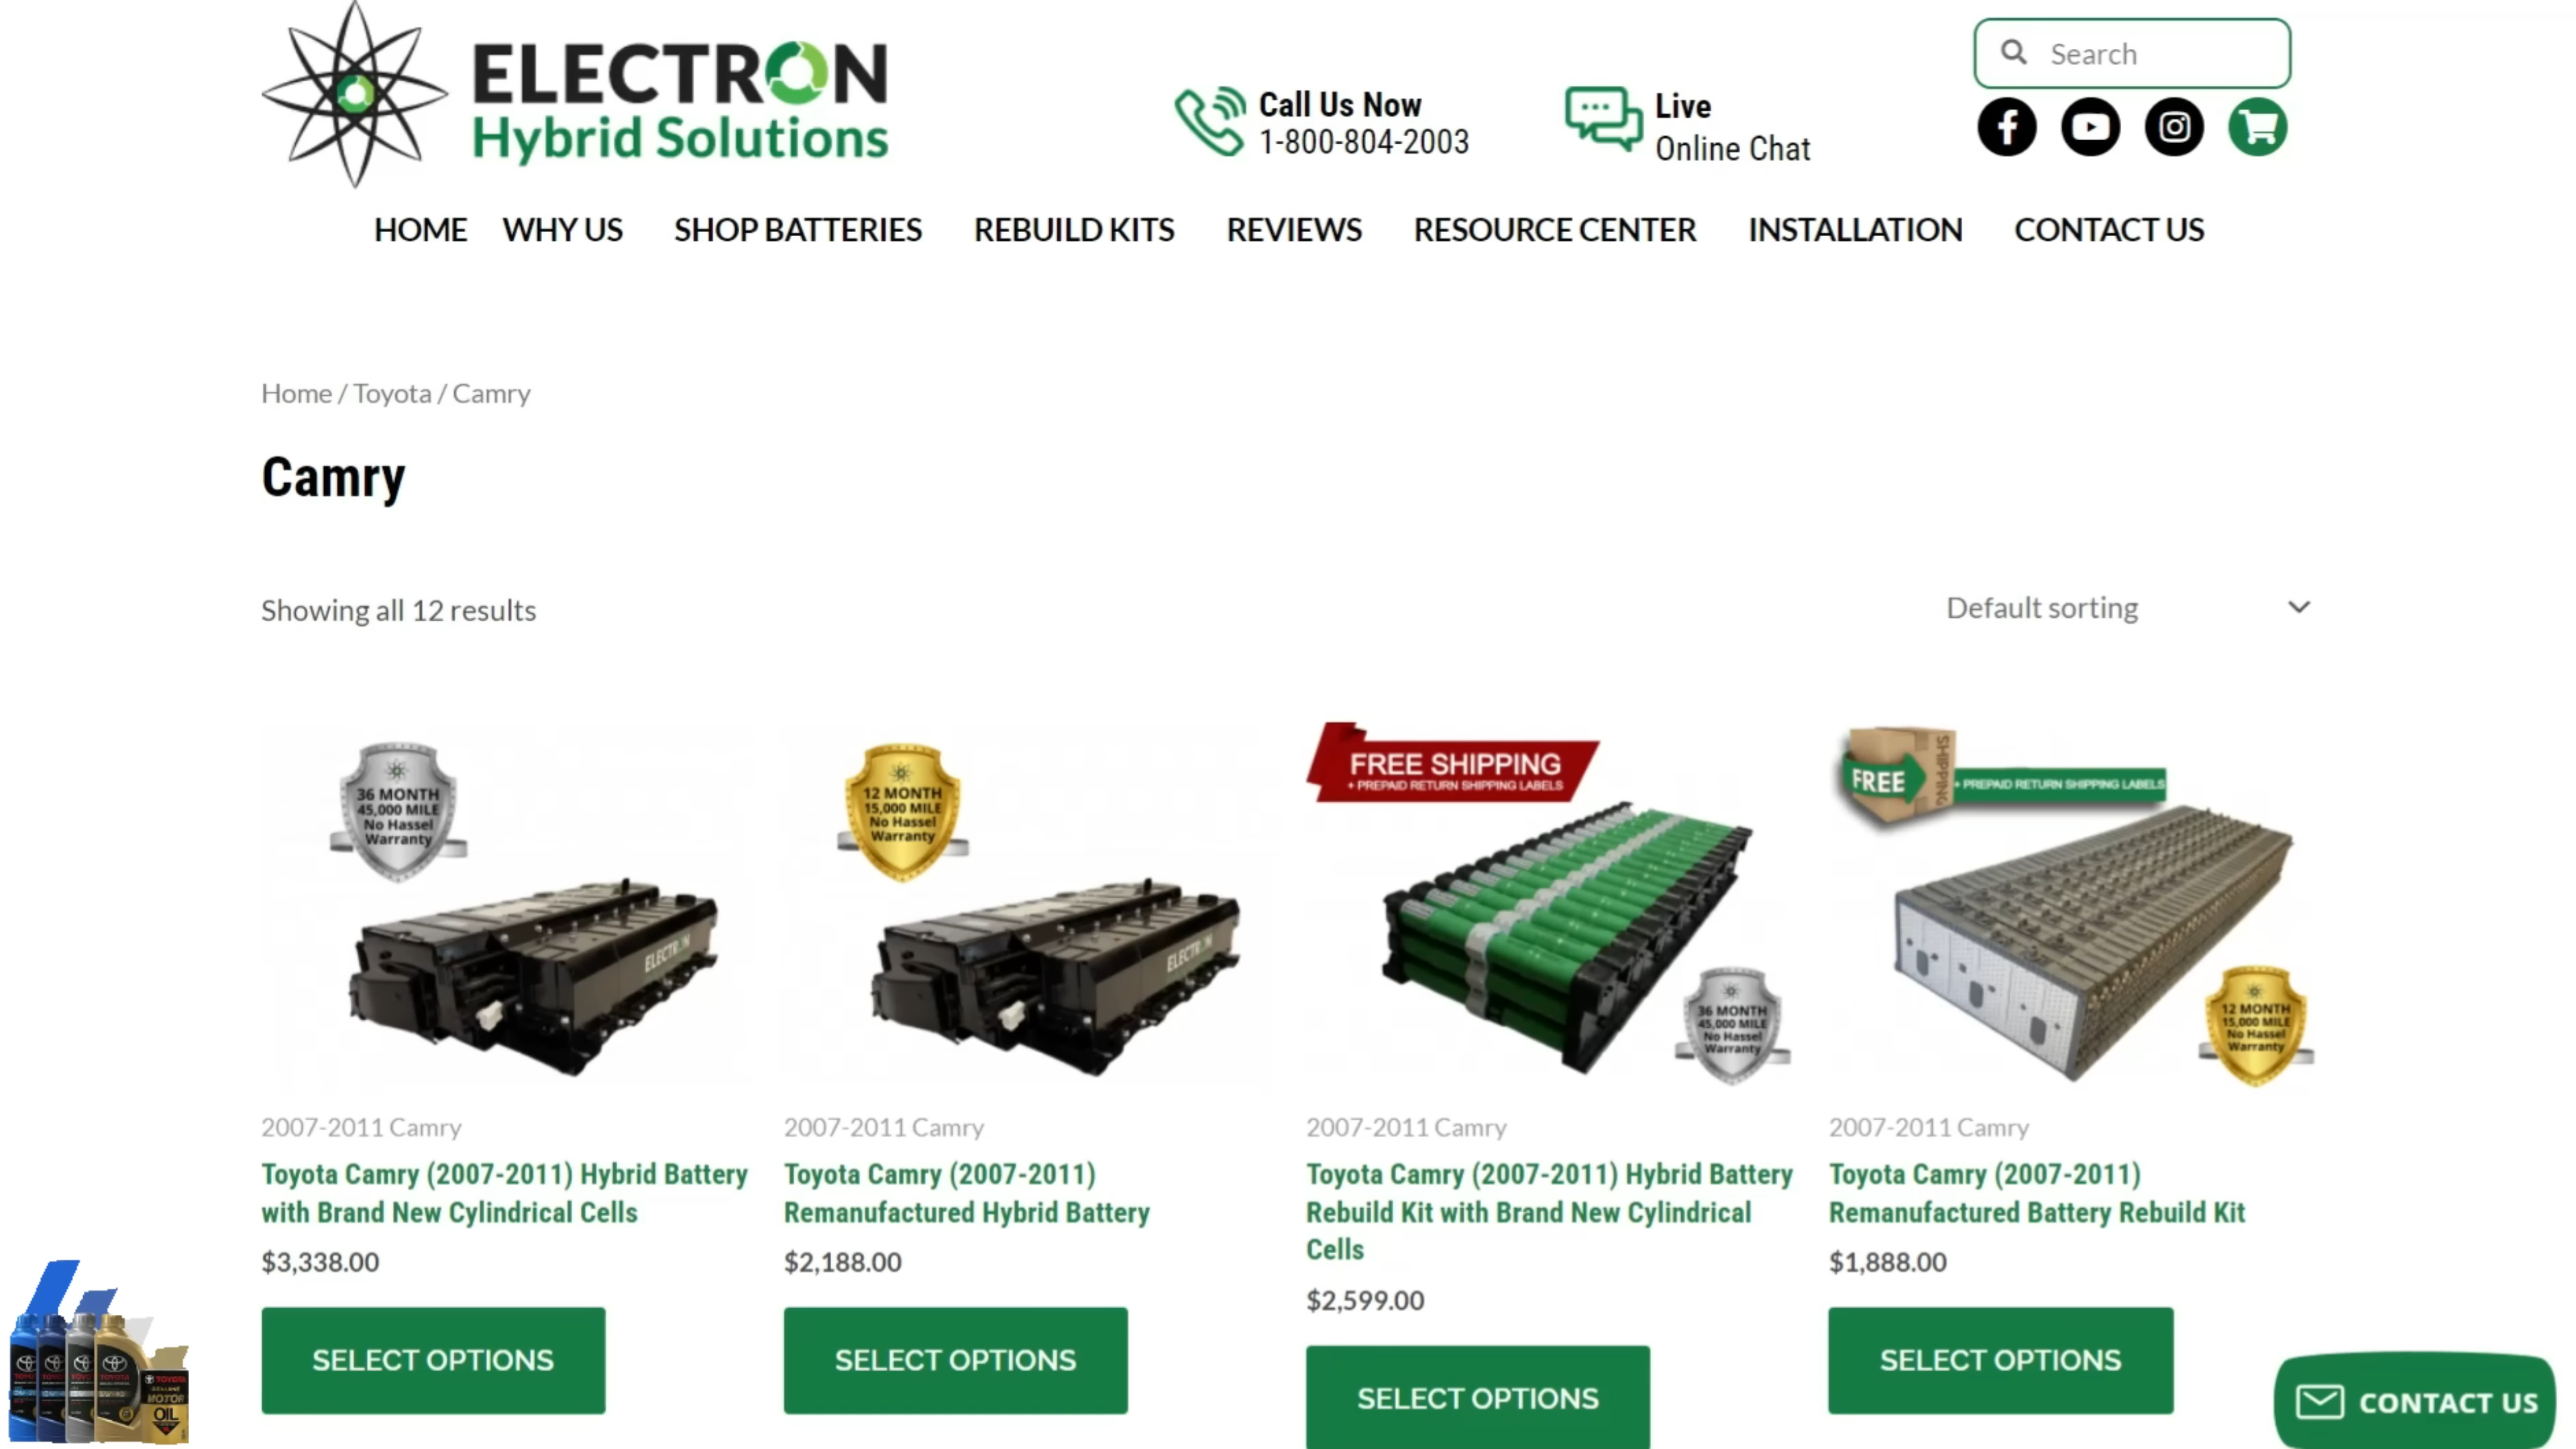 ELECTRON
Hybrid Solutions
Call Us Now
1-800-804-2003
Live
Online Chat
Search
HOME WHY US SHOP BATTERIES REBUILD KITS REVIEWS RESOURCE CENTER INSTALLATION CONTACT US
Home / Toyota / Camry
Camry
Showing all 12 results
Default sorting
36 MONTH
45,000 MILE
No Hassel
Warranty
12 MONTH
15,000 MILE
No Hassel
Warranty
FREE SHIPPING
+ PREPAID RETURN SHIPPING LABELS
FREE
SHIPPING
+ PREPAID RETURN SHIPPING LABELS
ELECTRON
ELECTRON
36 MONTH
45,000 MILE
No Hassel
Warranty
12 MONTH
15,000 MILE
No Hassel
Warranty
2007-2011 Camry
Toyota Camry (2007-2011) Hybrid Battery
with Brand New Cylindrical Cells
$3,338.00
SELECT OPTIONS
2007-2011 Camry
Toyota Camry (2007-2011)
Remanufactured Hybrid Battery
$2,188.00
SELECT OPTIONS
2007-2011 Camry
Toyota Camry (2007-2011) Hybrid Battery
Rebuild Kit with Brand New Cylindrical
Cells
$2,599.00
SELECT OPTIONS
2007-2011 Camry
Toyota Camry (2007-2011)
Remanufactured Battery Rebuild Kit
$1,888.00
SELECT OPTIONS
TOYOTA
MOTOR
OIL
CONTACT US